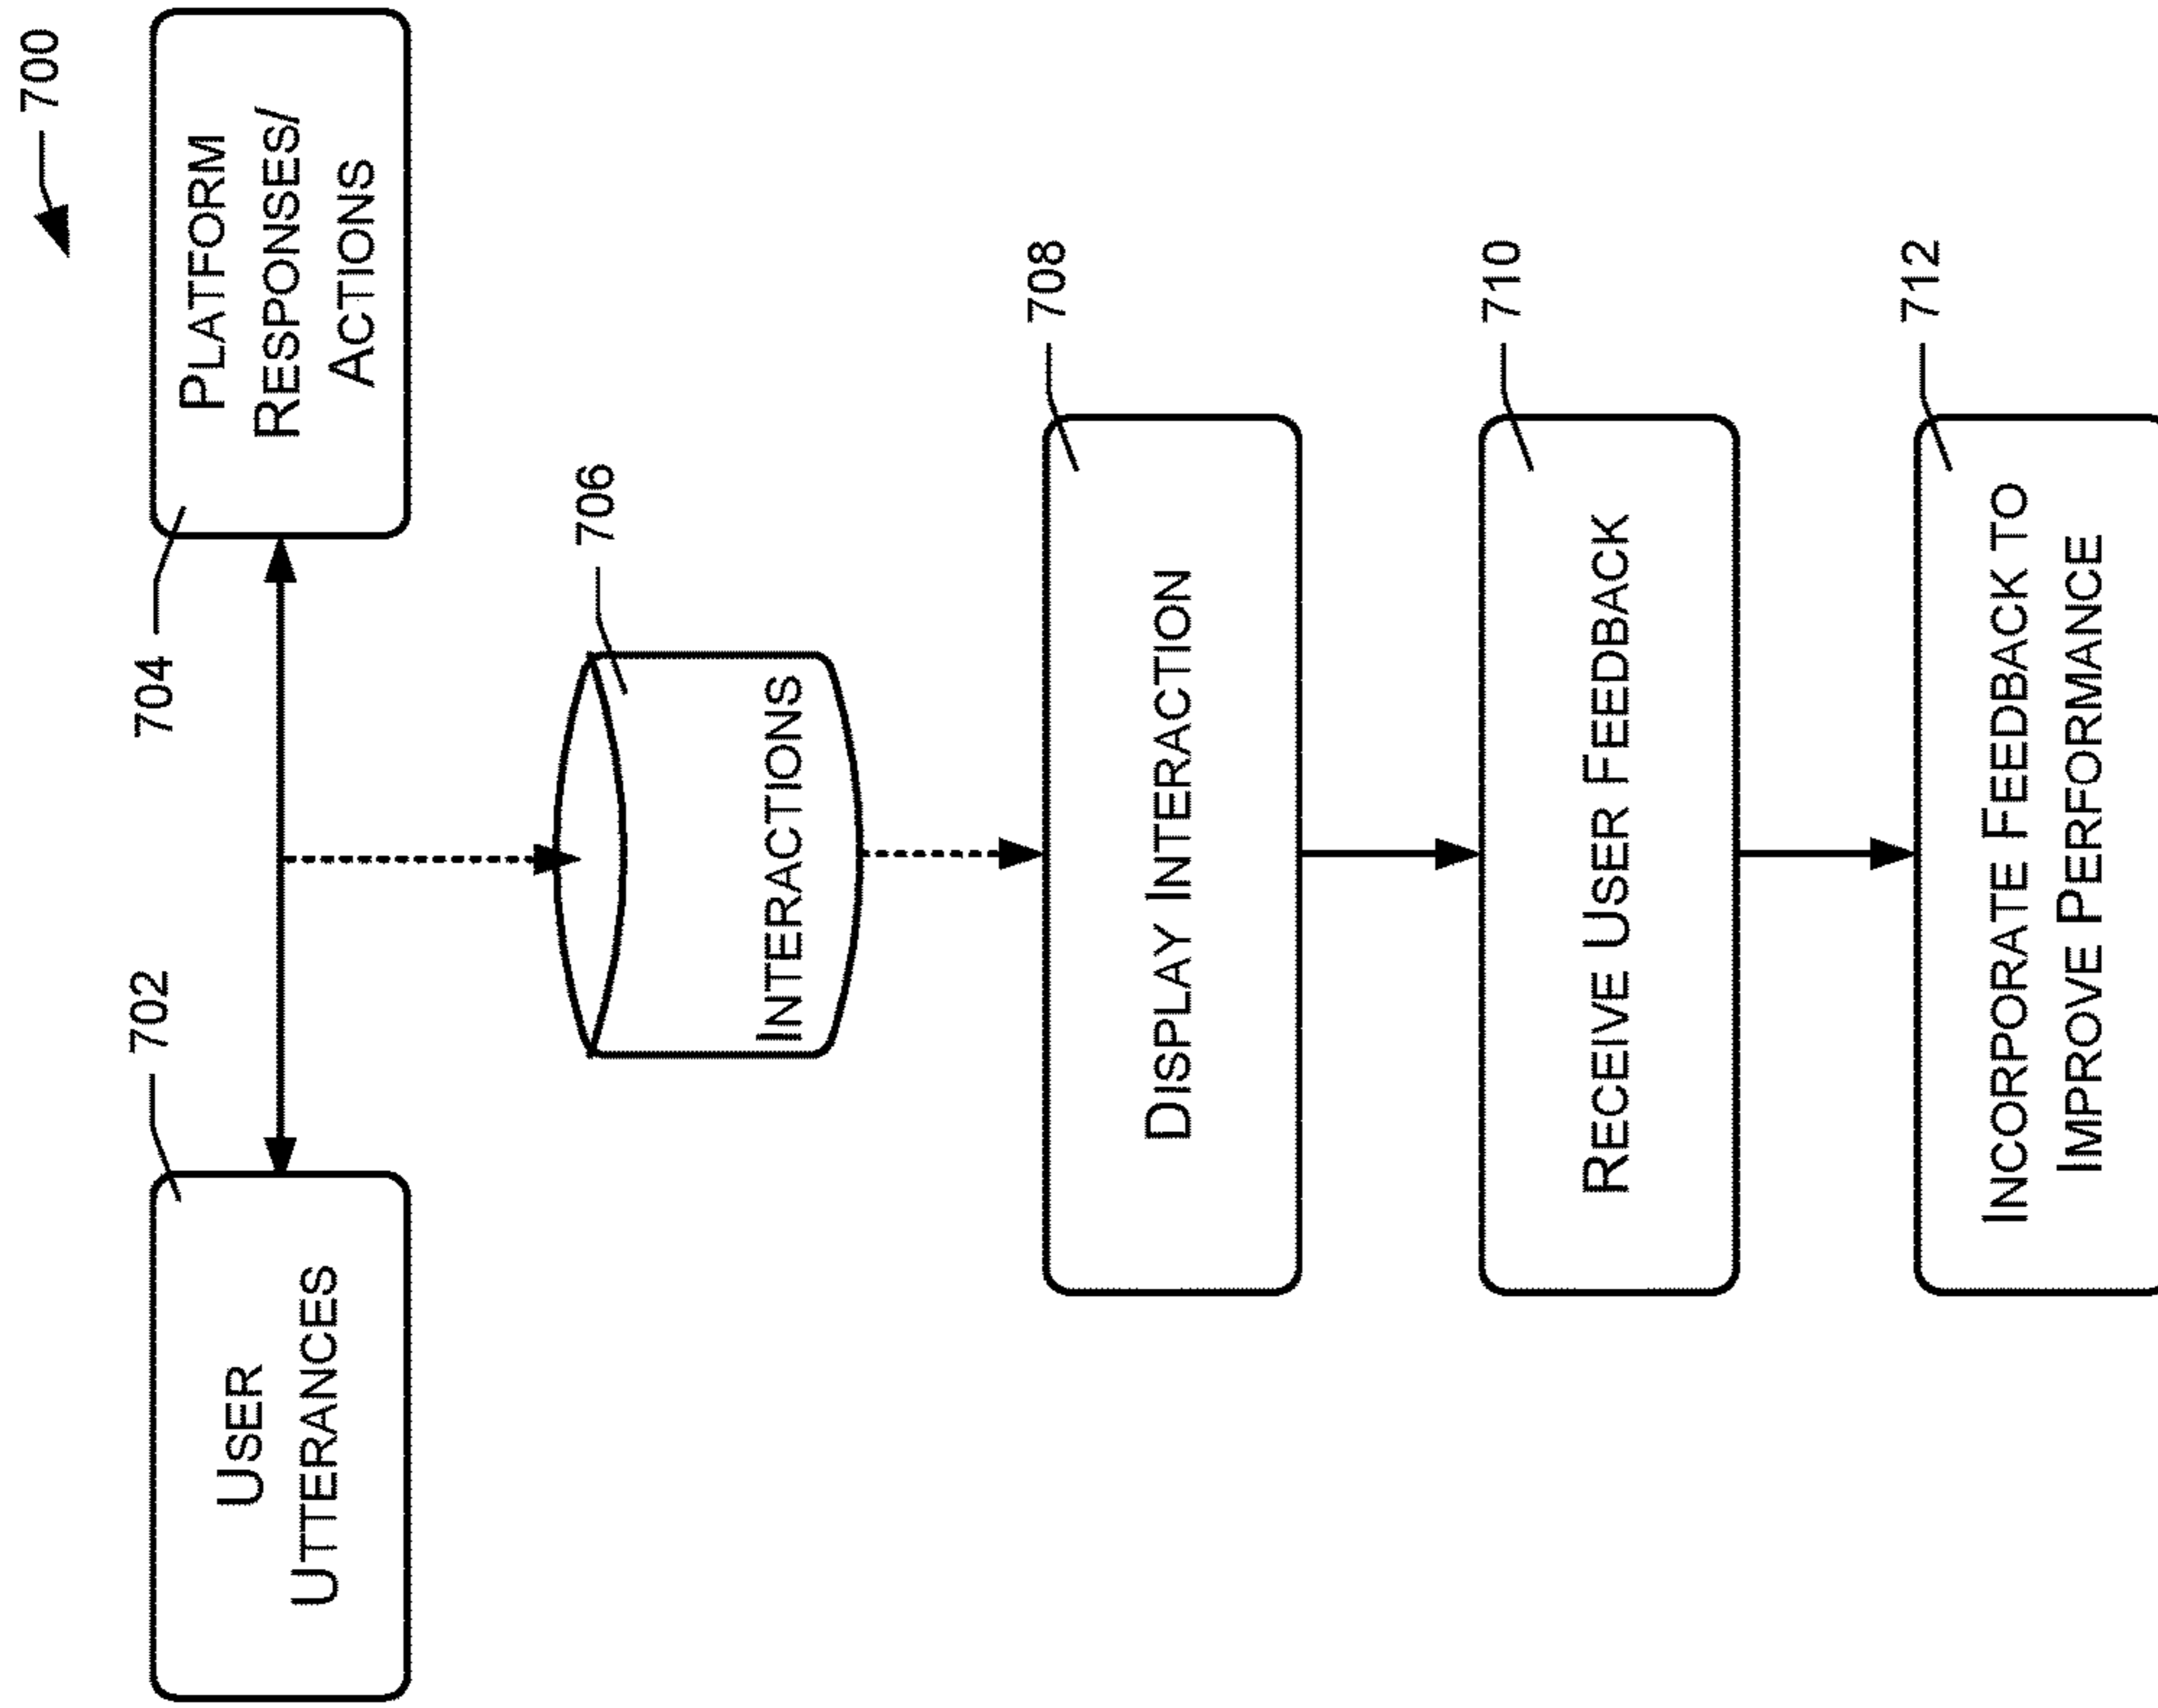 700
702
USER
UTTERANCES
704
PLATFORM
RESPONSES/
ACTIONS
706
INTERACTIONS
708
DISPLAY INTERACTION
710
RECEIVE USER FEEDBACK
712
INCORPORATE FEEDBACK TO
IMPROVE PERFORMANCE